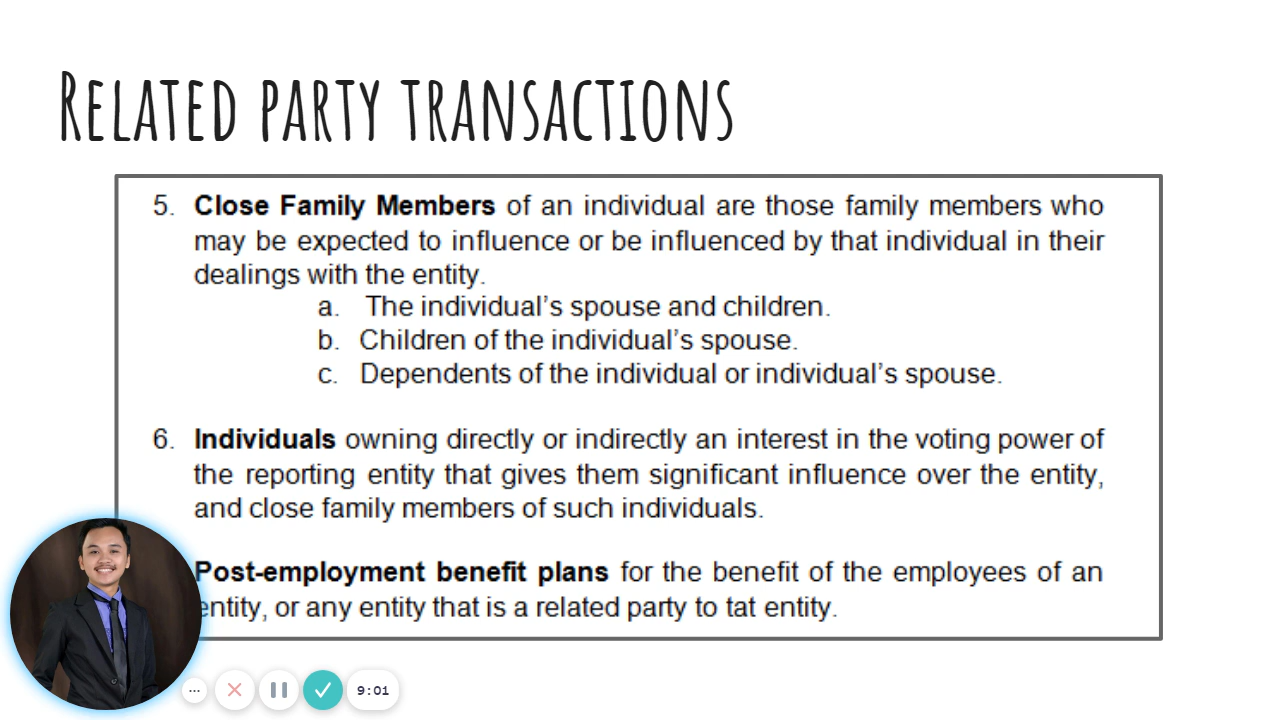 Related party transactions
5. Close Family Members of an individual are those family members who
may be expected to influence or be influenced by that individual in their
dealings with the entity.
a. The individual's spouse and children.
b. Children of the individual's spouse.
c. Dependents of the individual or individual's spouse.
6. Individuals owning directly or indirectly an interest in the voting power of
the reporting entity that gives them significant influence over the entity,
and close family members of such individuals.
Post-employment benefit plans for the benefit of the employees of an
entity, or any entity that is a related party to tat entity.
9:01